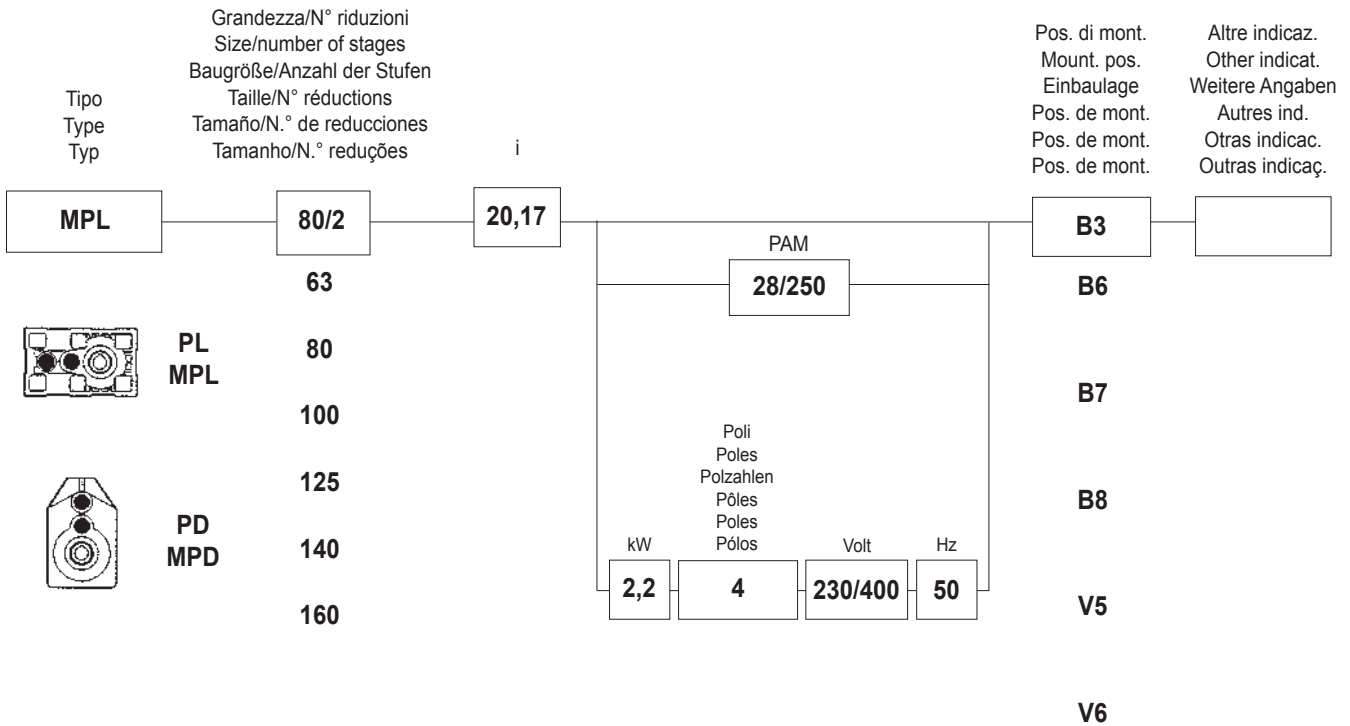 Grandezza/N° riduzioni
Size/number of stages
Baugröße/Anzahl der Stufen
Taille/N° réductions
Tamaño/N.° de reducciones
Tamanho/N.° reduções
Tipo
Type
Typ
i
Pos. di mont.
Mount. pos.
Einbaulage
Pos. de mont.
Pos. de mont.
Pos. de mont.
Altre indicaz.
Other indicat.
Weitere Angaben
Autres ind.
Otras indicac.
Outras indicaç.
MPL
80/2
20,17
B3
PAM
28/250
63
80
100
125
140
160
PL
MPL
PD
MPD
Poli
Poles
Polzahlen
Pôles
Poles
Pólos
kW
Volt
Hz
2,2
4
230/400
50
B6
B7
B8
V5
V6